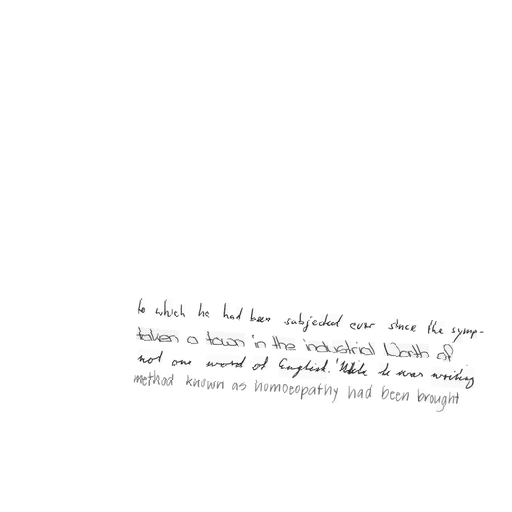 to which he had been subjected ever since the symp-
taken a town in the industrial North of
not one word of English. While he was writing
method known as homoeopathy had been brought